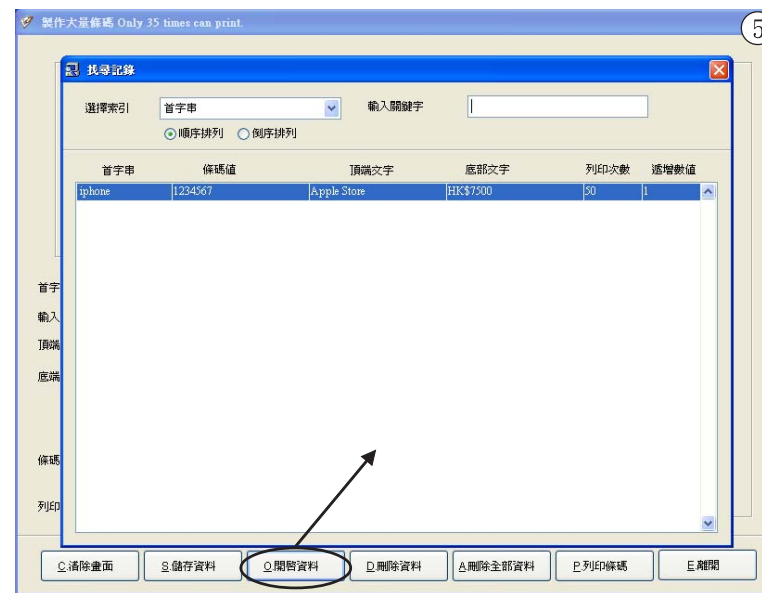 製作大量條碼 Only 35 times can print.
5
找尋記錄
選擇索引 首字串 輸入關鍵字
順序排列 倒序排列
首字串 條碼值 頂端文字 底部文字 列印次數 遞增數值
iphone 1234567 Apple Store HK$7500 50 1
首字
輸入
頂端
底端
條碼
列印
C.清除畫面 S.儲存資料 O.開啓資料 D.刪除資料 A.刪除全部資料 P.列印條碼 E.離開